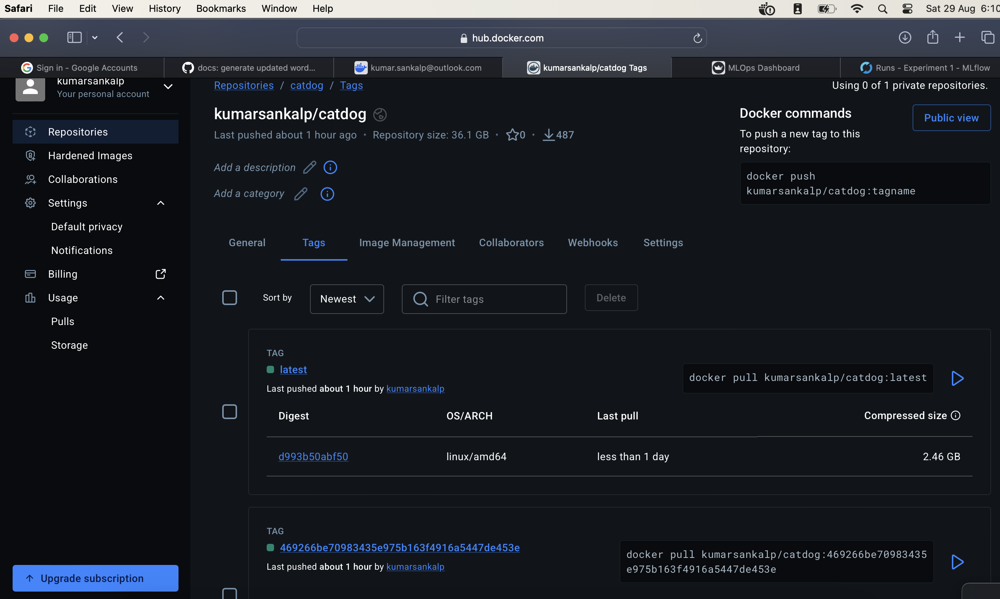 Safari File Edit View History Bookmarks Window Help Sat 29 Aug 6:10
hub.docker.com
Sign in - Google Accounts
docs: generate updated word...
kumar.sankalp@outlook.com
kumarsankalp/catdog Tags
MLOps Dashboard
Runs - Experiment 1 - MLflow
kumarsankalp
Your personal account
Repositories
Hardened Images
Collaborations
Settings
Default privacy
Notifications
Billing
Usage
Pulls
Storage
Upgrade subscription
Repositories / catdog / Tags
Using 0 of 1 private repositories.
kumarsankalp/catdog
Last pushed about 1 hour ago • Repository size: 36.1 GB • 0 • 487
Add a description
Add a category
Docker commands
Public view
To push a new tag to this
repository:
docker push
kumarsankalp/catdog:tagname
General Tags Image Management Collaborators Webhooks Settings
Sort by Newest Filter tags Delete
TAG
latest
Last pushed about 1 hour by kumarsankalp
docker pull kumarsankalp/catdog:latest
Digest OS/ARCH Last pull Compressed size
d993b50abf50 linux/amd64 less than 1 day 2.46 GB
TAG
469266be70983435e975b163f4916a5447de453e
Last pushed about 1 hour by kumarsankalp
docker pull kumarsankalp/catdog:469266be70983435
e975b163f4916a5447de453e